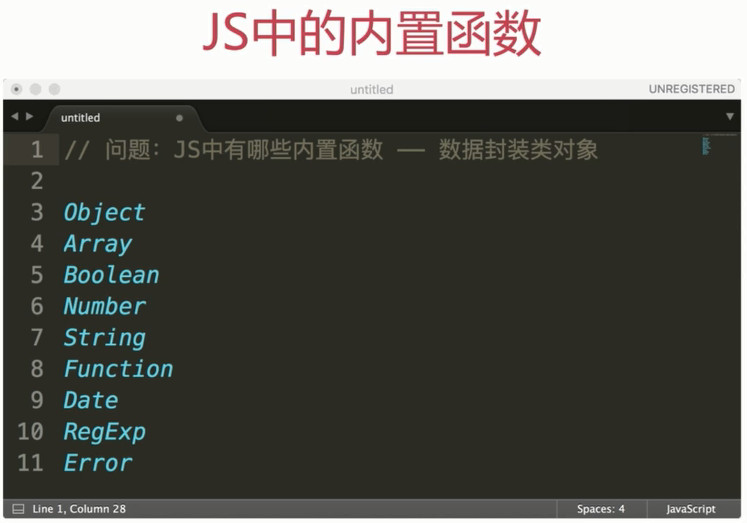 JS中的内置函数
untitled
UNREGISTERED
untitled
1 // 问题：JS中有哪些内置函数 —— 数据封装类对象
2
3 Object
4 Array
5 Boolean
6 Number
7 String
8 Function
9 Date
10 RegExp
11 Error
Line 1, Column 28
Spaces: 4
JavaScript